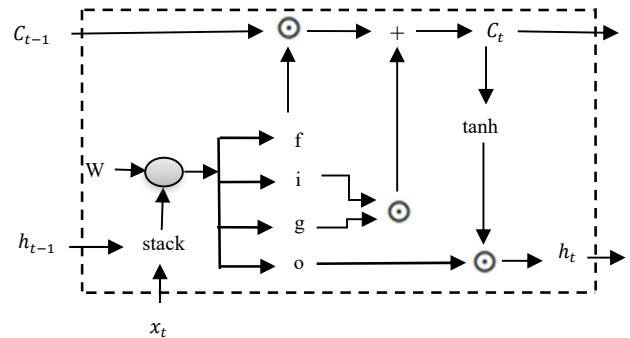 C_{t-1} ⊙ + C_t
tanh
f
W i
g ⊙
h_{t-1} stack
o ⊙ h_t
x_t